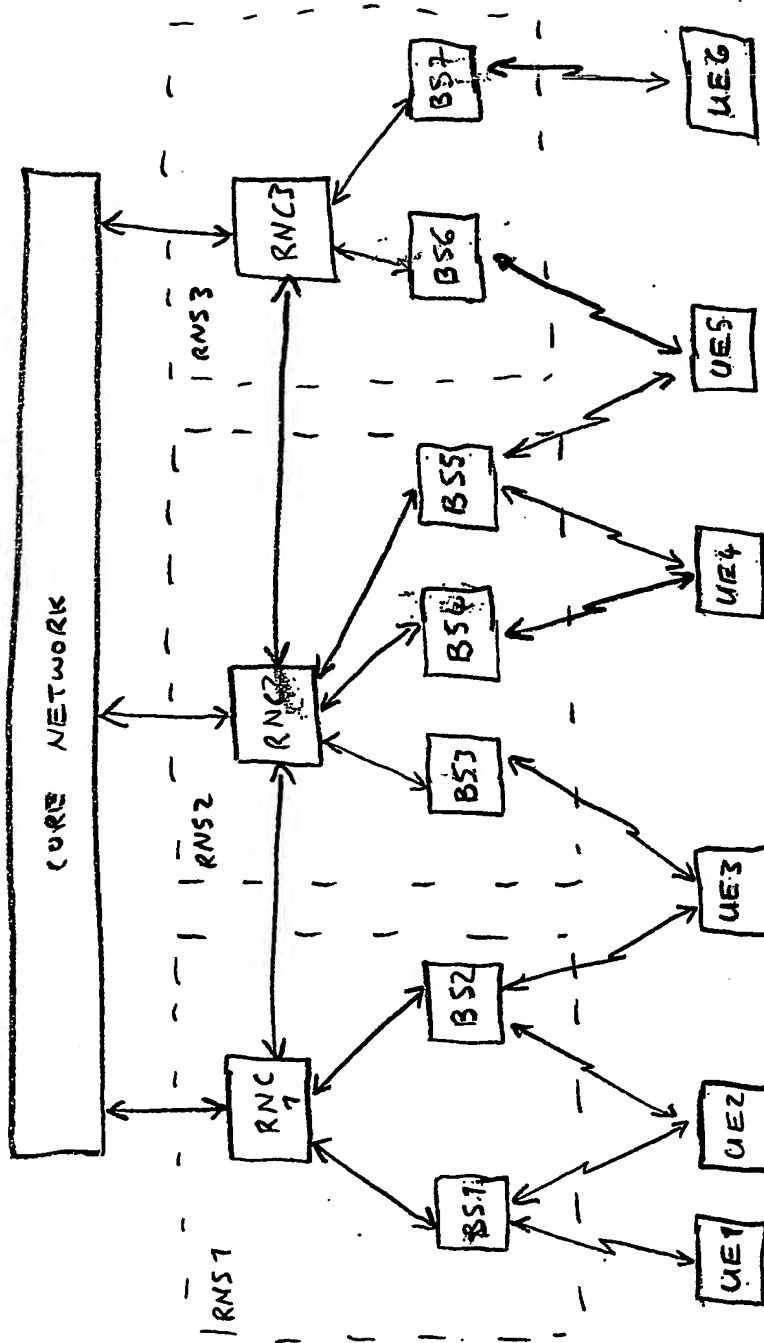 CORE NETWORK
RNS1
RNS2
RNS3
RNC
1
RNC2
RNC3
BS1
BS2
BS3
BS4
BS5
BS6
BS7
UE1
UE2
UE3
UE4
UE5
UE6